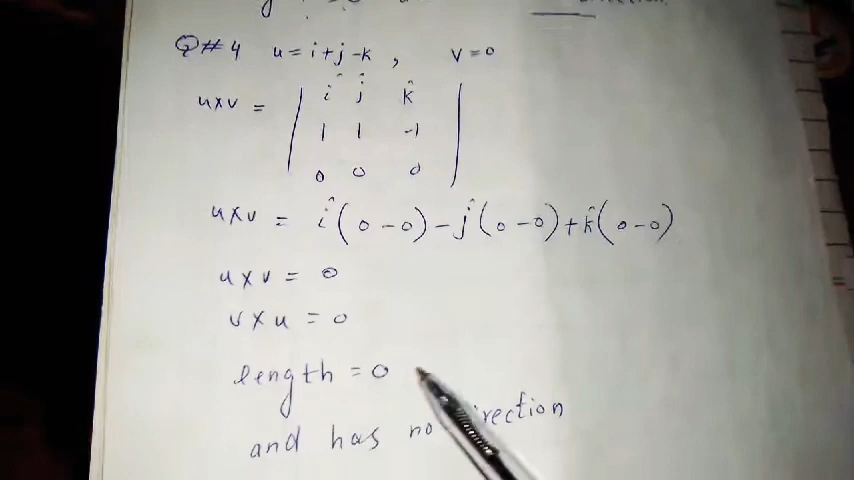 Q#4 u = i+j-k , v=0
uxv = | î ĵ k̂ |
1 1 -1
0 0 0
uxv = î(0-0)-ĵ(0-0)+k̂(0-0)
uxv = 0
vxu = 0
length = 0
and has no irection